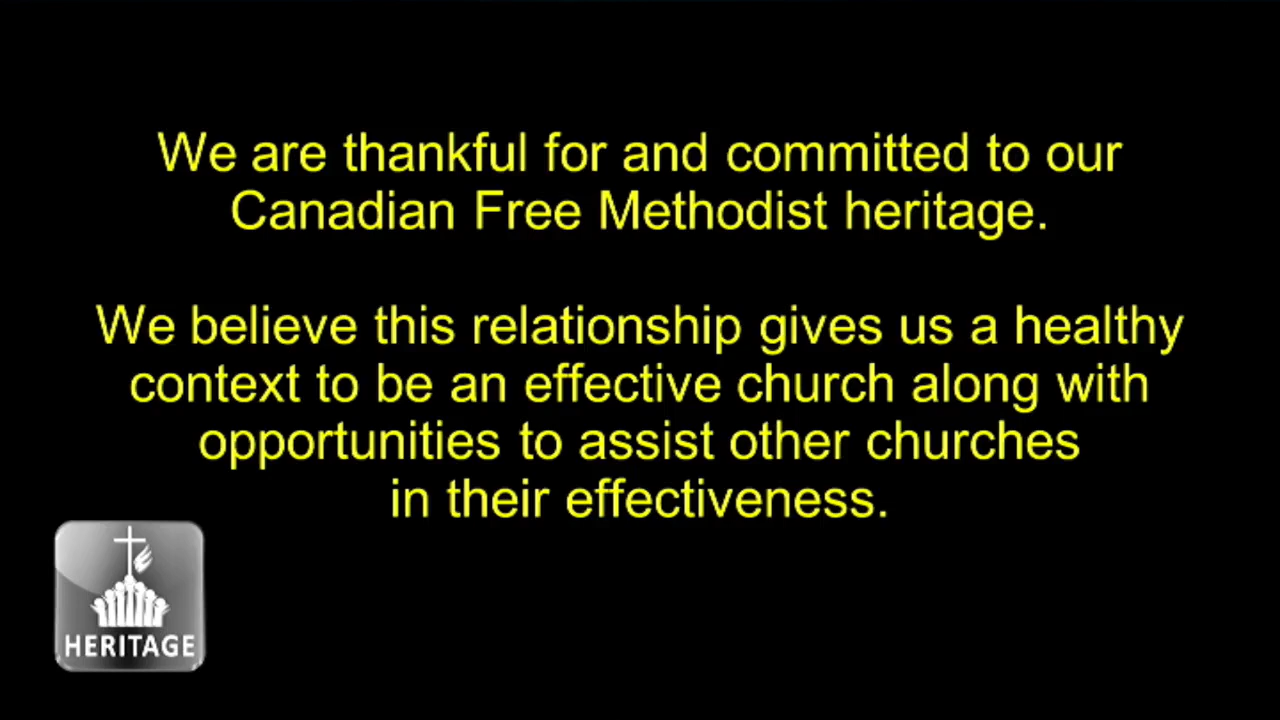 We are thankful for and committed to our
Canadian Free Methodist heritage.
We believe this relationship gives us a healthy
context to be an effective church along with
opportunities to assist other churches
in their effectiveness.
HERITAGE